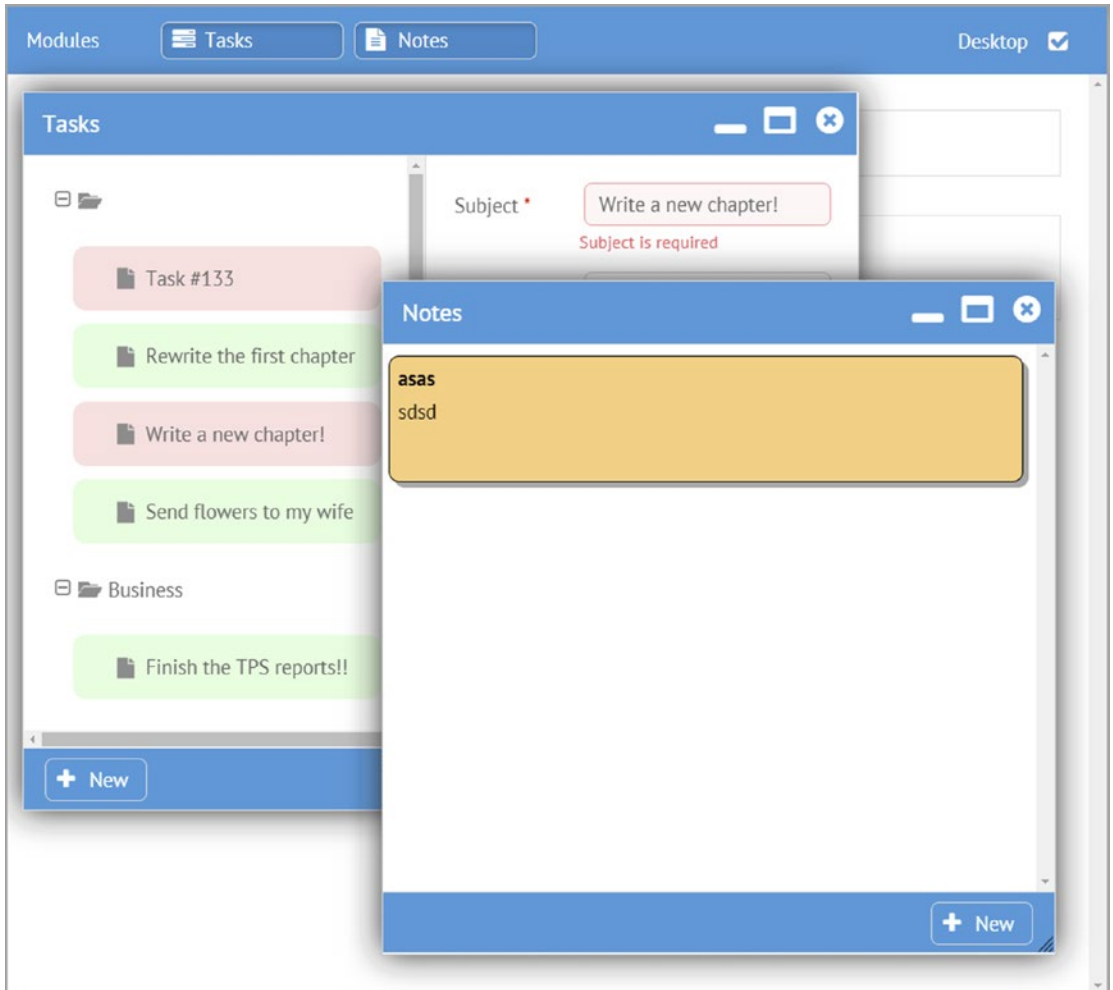 Modules Tasks Notes Desktop
Tasks
Subject *
Write a new chapter!
Subject is required
Task #133
Rewrite the first chapter
Write a new chapter!
Send flowers to my wife
Business
Finish the TPS reports!!
New
Notes
asas
sdsd
New